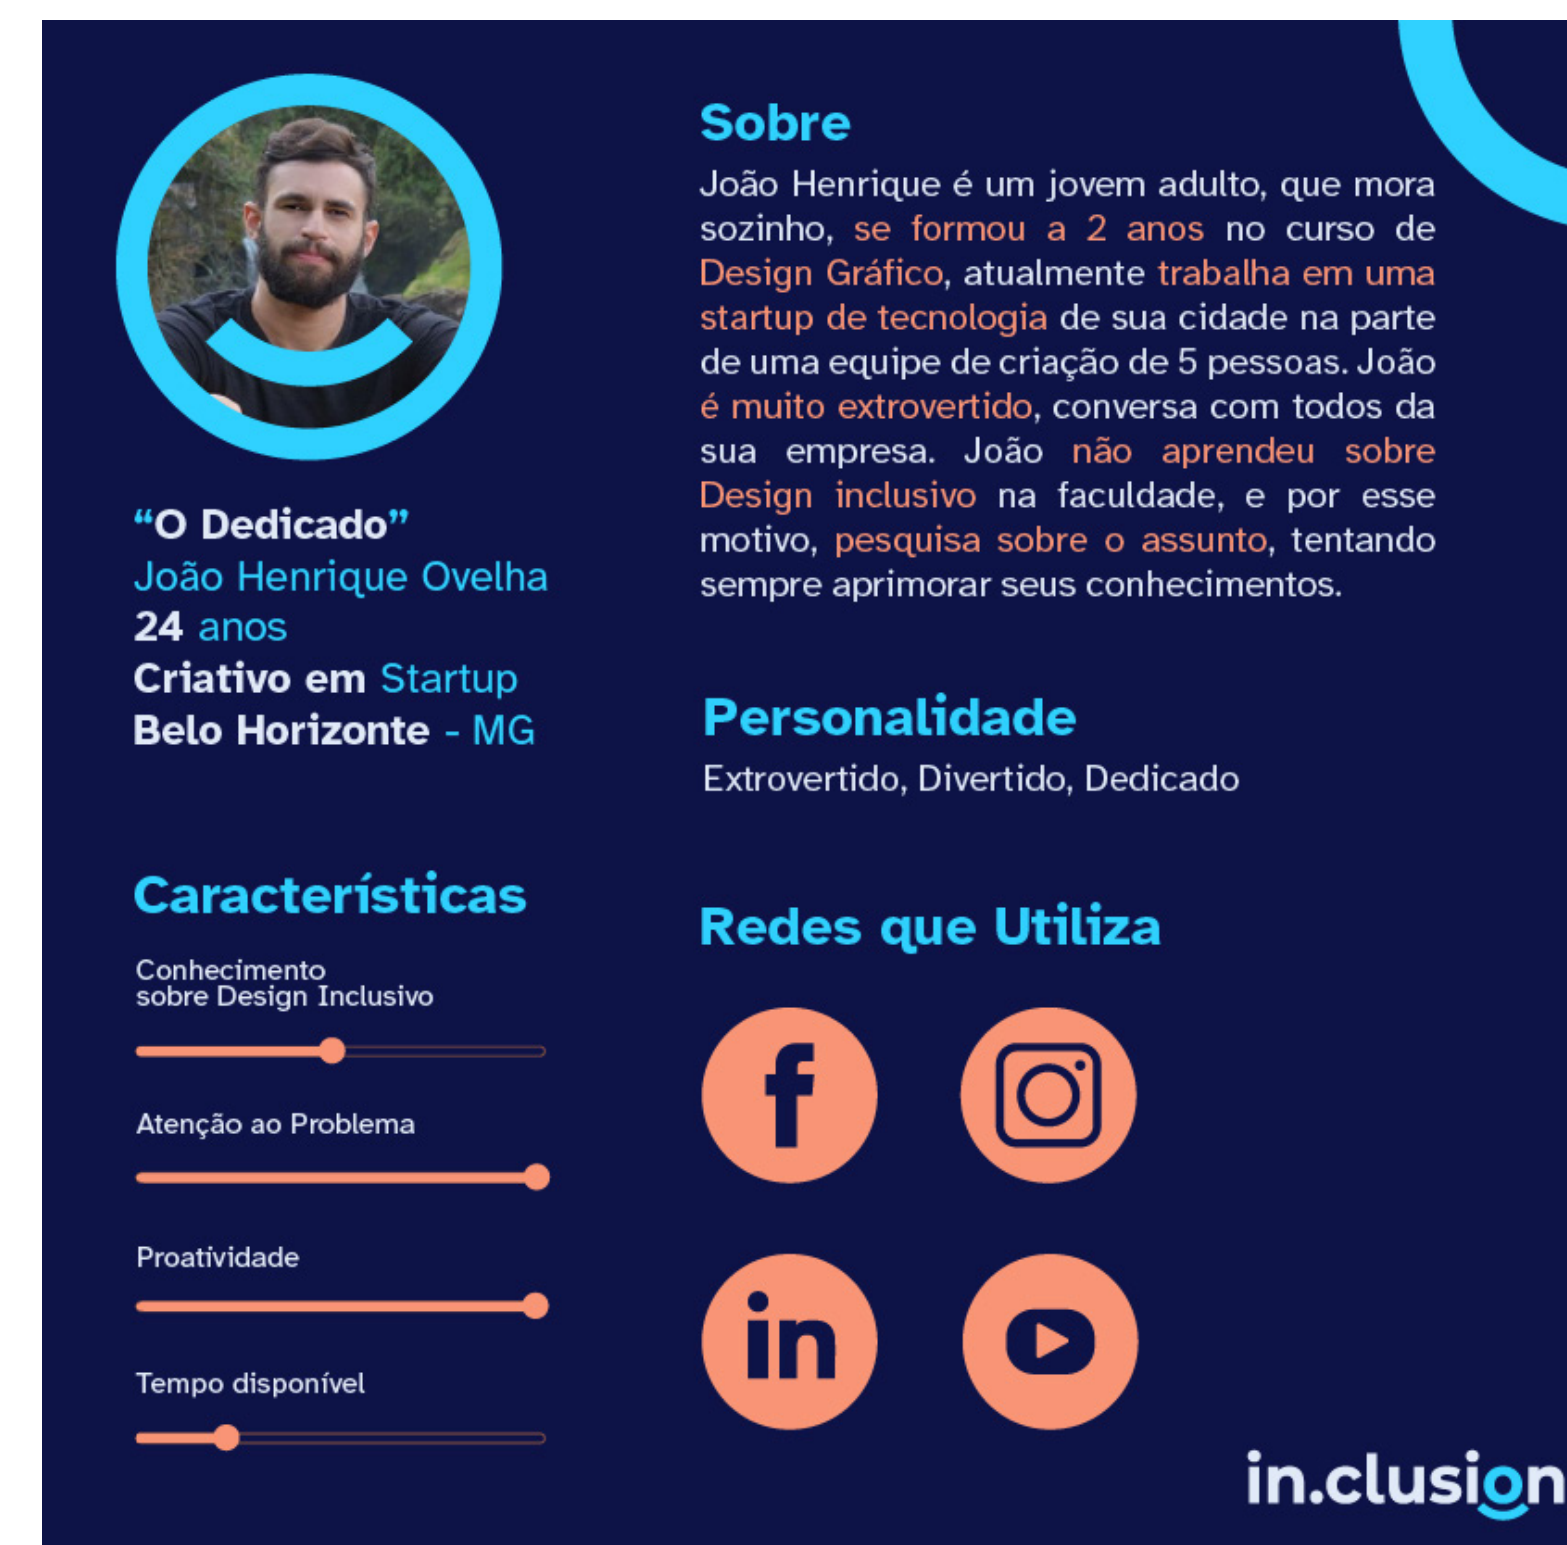 “O Dedicado”
João Henrique Ovelha
24 anos
Criativo em Startup
Belo Horizonte - MG
Características
Conhecimento
sobre Design Inclusivo
Atenção ao Problema
Proatividade
Tempo disponível
Sobre
João Henrique é um jovem adulto, que mora
sozinho, se formou a 2 anos no curso de
Design Gráfico, atualmente trabalha em uma
startup de tecnologia de sua cidade na parte
de uma equipe de criação de 5 pessoas. João
é muito extrovertido, conversa com todos da
sua empresa. João não aprendeu sobre
Design inclusivo na faculdade, e por esse
motivo, pesquisa sobre o assunto, tentando
sempre aprimorar seus conhecimentos.
Personalidade
Extrovertido, Divertido, Dedicado
Redes que Utiliza
f
in
in.clusion